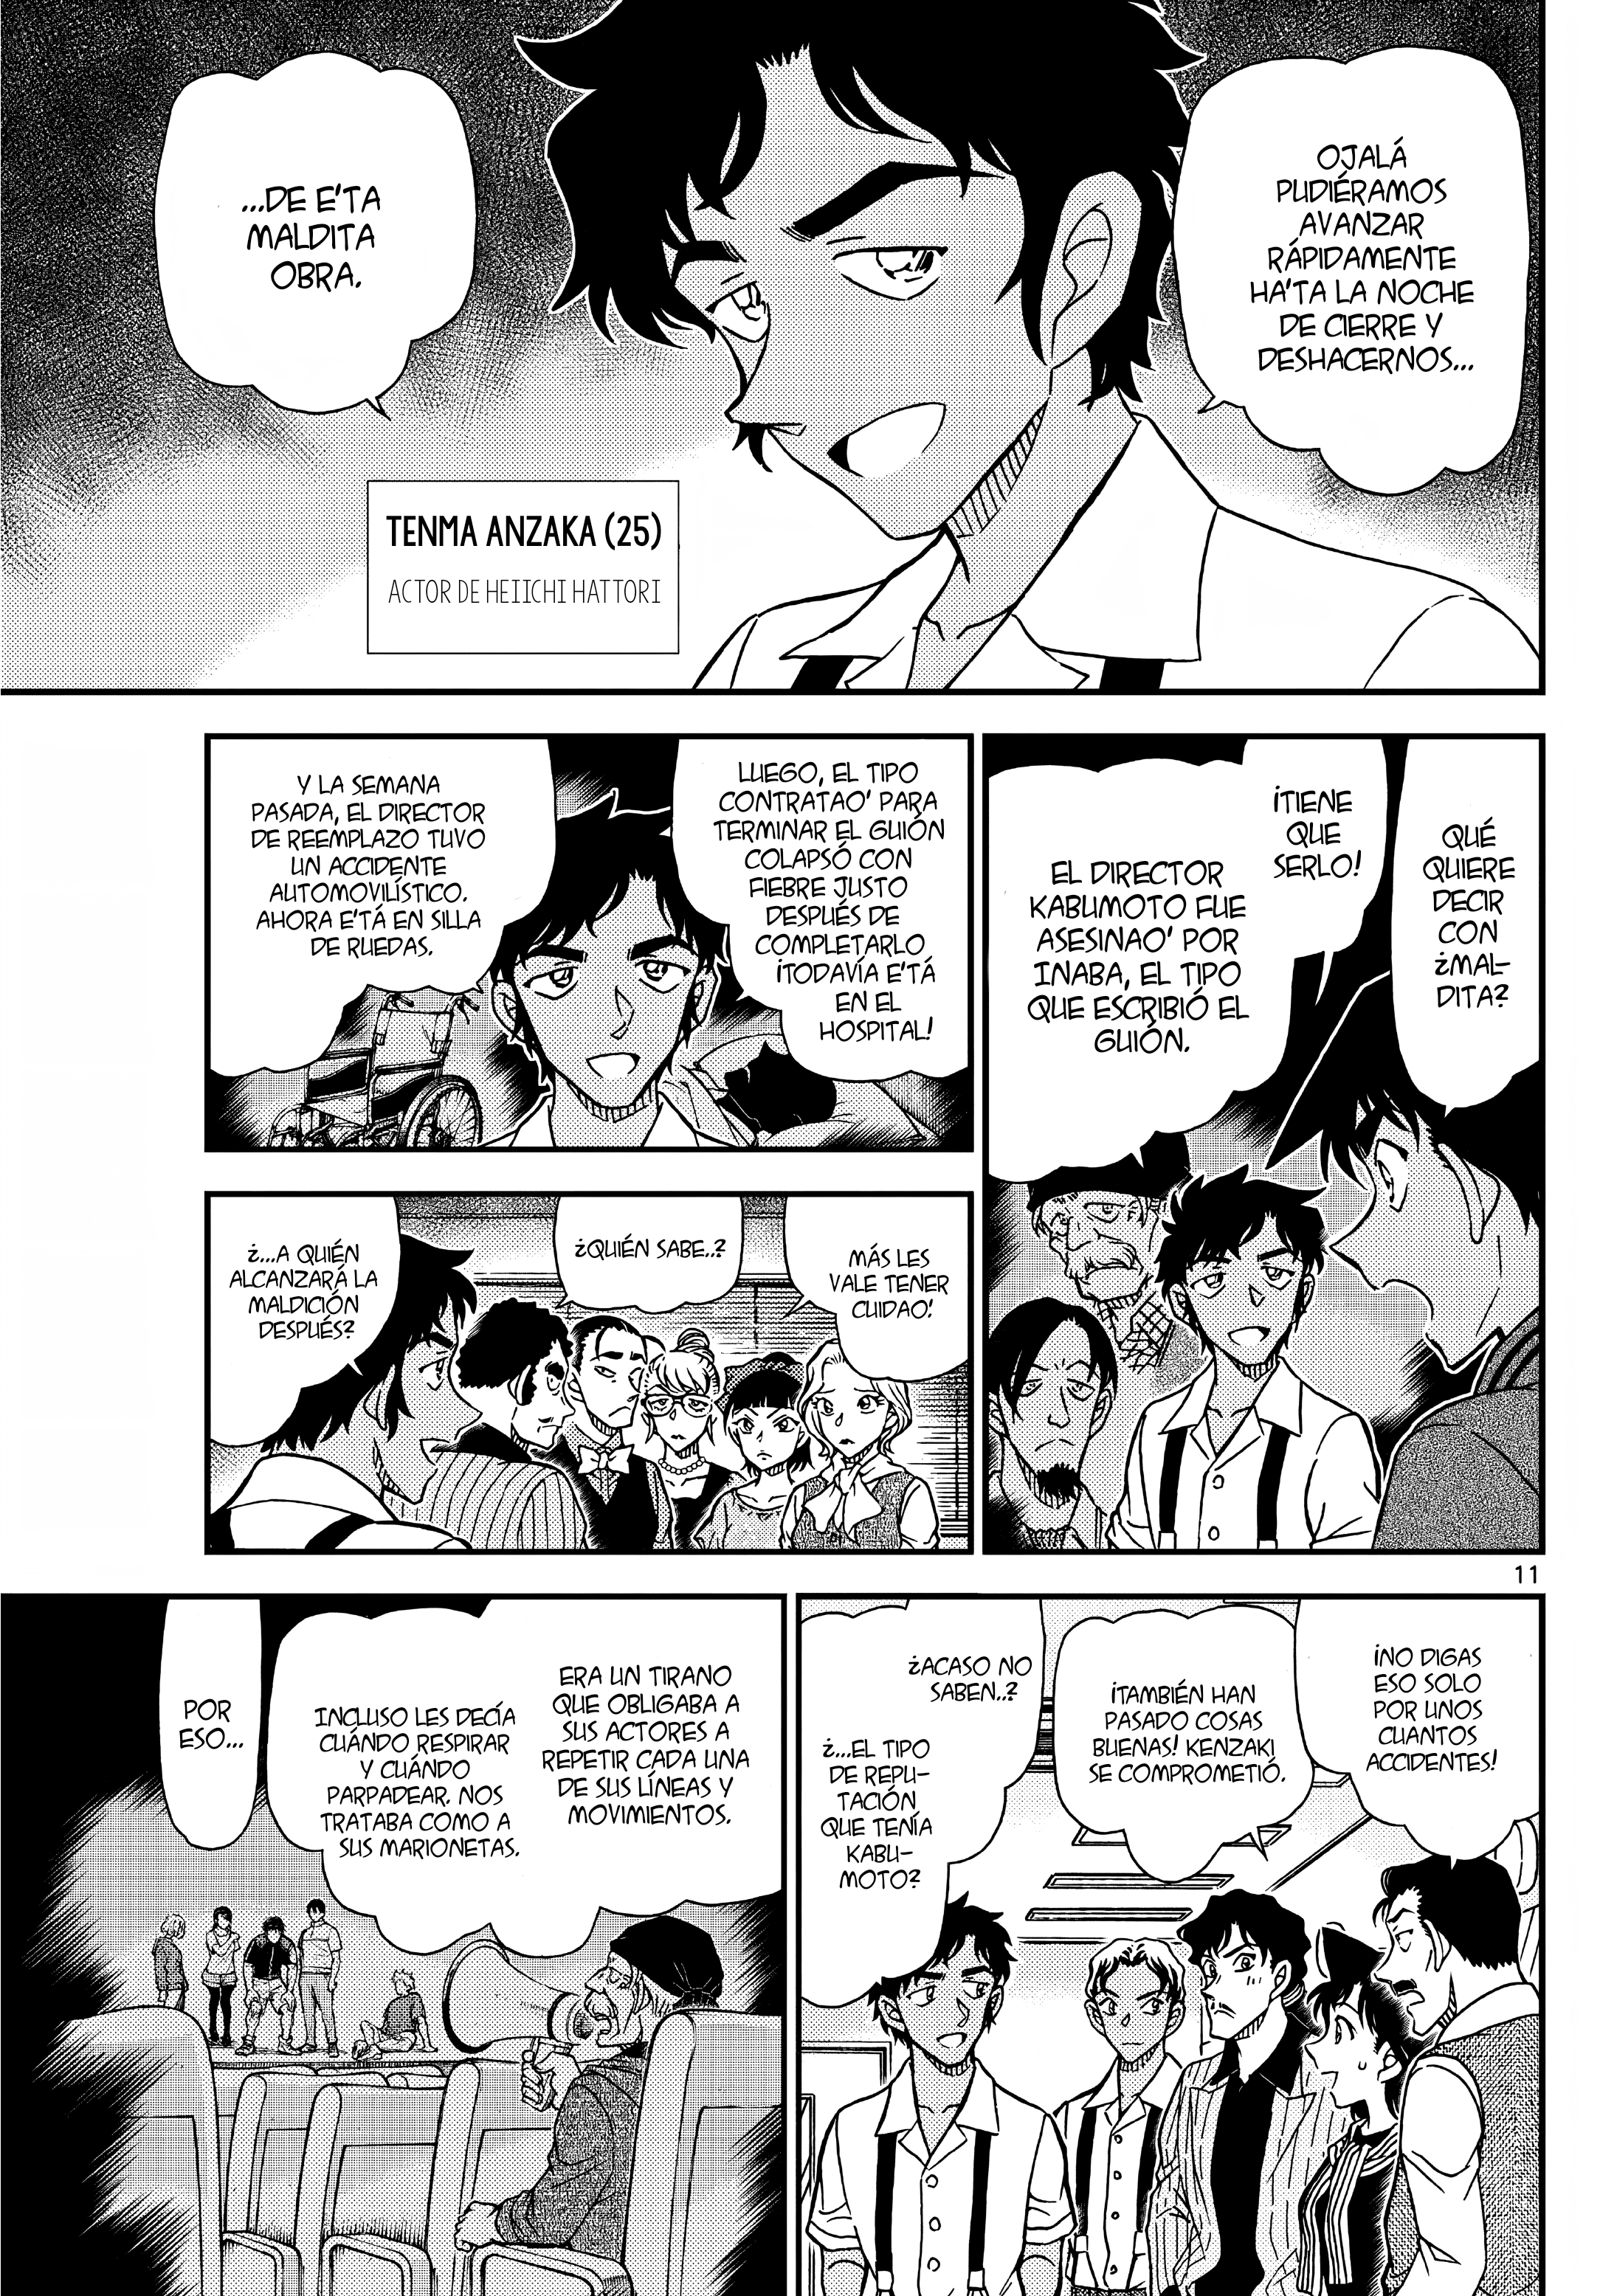 OJALÁ
PUDIÉRAMOS
AVANZAR
RÁPIDAMENTE
HA'TA LA NOCHE
DE CIERRE Y
DESHACERNOS...
...DE E'TA
MALDITA
OBRA.
TENMA ANZAKA (25)
ACTOR DE HEIICHI HATTORI
QUÉ
QUIERE
DECIR
CON
¿MAL-
DITA?
¡TIENE
QUE
SERLO!
EL DIRECTOR
KABUMOTO FUE
ASESINAO' POR
INABA, EL TIPO
QUE ESCRIBIÓ EL
GUIÓN.
LUEGO, EL TIPO
CONTRATAO' PARA
TERMINAR EL GUIÓN
COLAPSÓ CON
FIEBRE JUSTO
DESPUÉS DE
COMPLETARLO
¡TODAVÍA E'TÁ
EN EL
HOSPITAL!
Y LA SEMANA
PASADA, EL DIRECTOR
DE REEMPLAZO TUVO
UN ACCIDENTE
AUTOMOVILÍSTICO.
AHORA E'TÁ EN SILLA
DE RUEDAS.
MÁS LES
VALE TENER
CUIDAO'
¿QUIÉN SABE..?
¿...A QUIÉN
ALCANZARÁ LA
MALDICIÓN
DESPUÉS?
11
¡NO DIGAS
ESO SOLO
POR UNOS
CUANTOS
ACCIDENTES!
¡TAMBIÉN HAN
PASADO COSAS
BUENAS! KENZAKI
SE COMPROMETIÓ.
¿ACASO NO
SABEN..?
¿...EL TIPO
DE REPU-
TACIÓN
QUE TENÍA
KABU-
MOTO?
ERA UN TIRANO
QUE OBLIGABA A
SUS ACTORES A
REPETIR CADA UNA
DE SUS LÍNEAS Y
MOVIMIENTOS.
INCLUSO LES DECÍA
CUÁNDO RESPIRAR
Y CUÁNDO
PARPADEAR. NOS
TRATABA COMO A
SUS MARIONETAS.
POR
ESO...